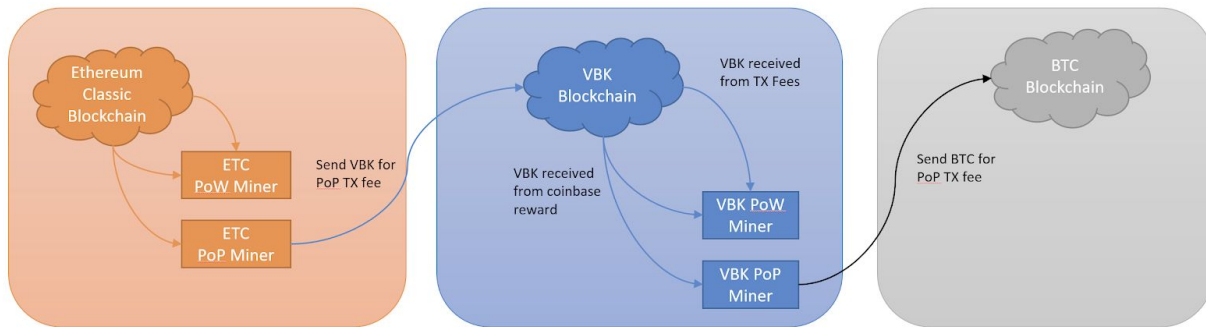 Ethereum
Classic
Blockchain
ETC
PoW Miner
ETC
PoP Miner
Send VBK for
PoP TX fee
VBK
Blockchain
VBK received
from TX Fees
VBK received
from coinbase
reward
VBK PoW
Miner
VBK PoP
Miner
Send BTC for
PoP TX fee
BTC
Blockchain